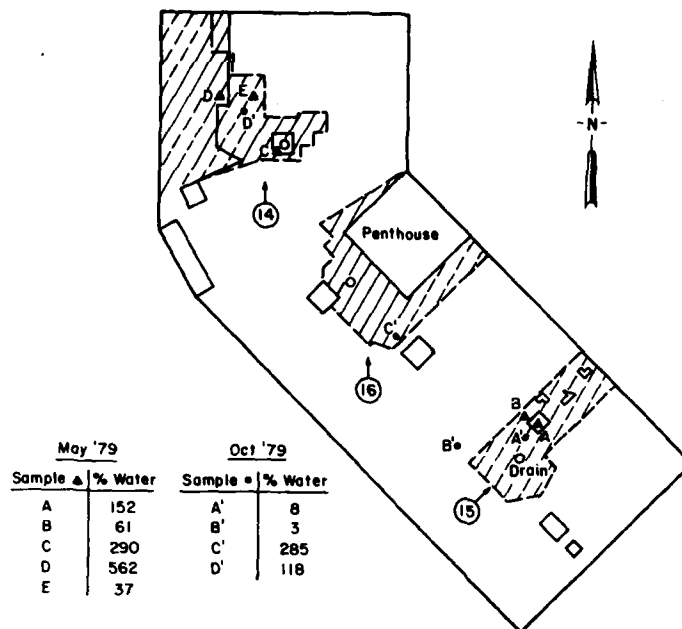 D ▲ E ▲
D'
C
14
-N-
Penthouse
C'
16
B
A' A
B'
Drain
15
May '79 Oct '79
Sample ▲ % Water Sample • % Water
A 152 A' 8
B 61 B' 3
C 290 C' 285
D 562 D' 118
E 37